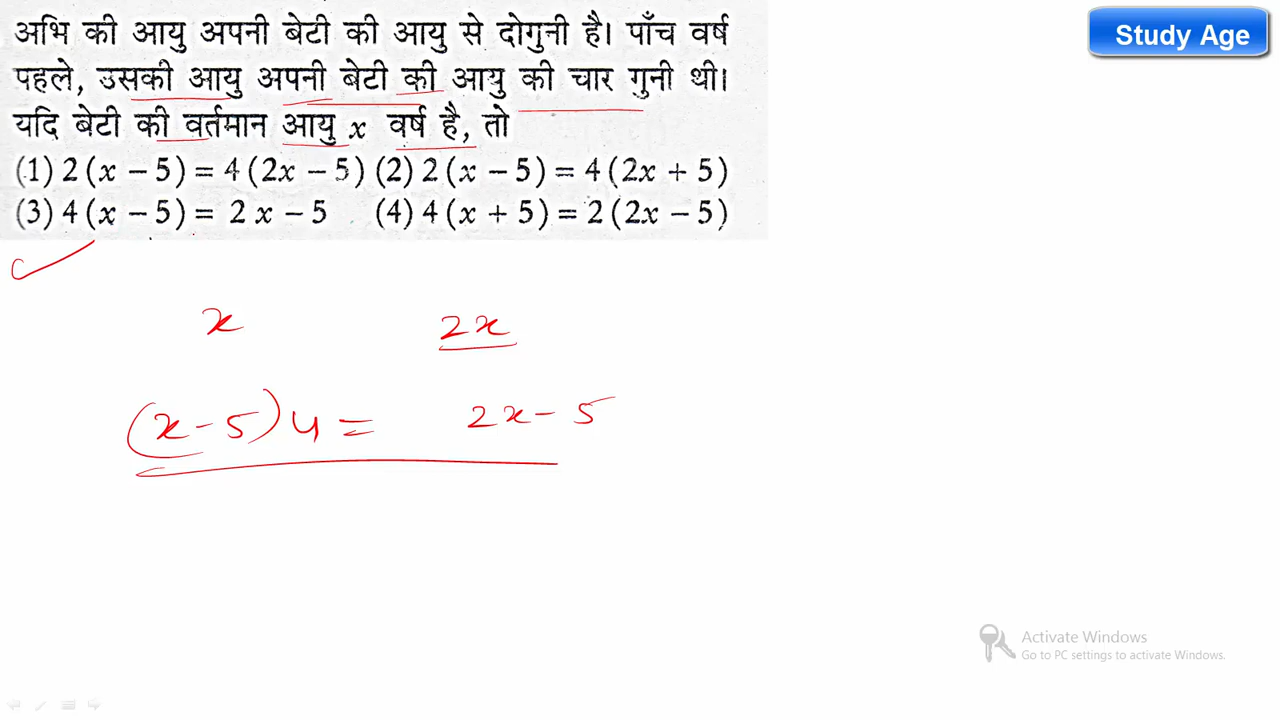 अभि की आयु अपनी बेटी की आयु से दोगुनी है। पाँच वर्ष
पहले, उसकी आयु अपनी बेटी की आयु की चार गुनी थी।
यदि बेटी की वर्तमान आयु x वर्ष है, तो
(1) 2 (x – 5) = 4 (2x – 5) (2) 2 (x – 5) = 4 (2x + 5)
(3) 4 (x – 5) = 2 x – 5 (4) 4 (x + 5) = 2 (2x – 5)
Study Age
x 2x
(x - 5) 4 = 2x - 5
Activate Windows
Go to PC settings to activate Windows.